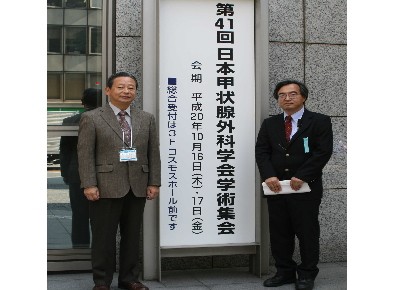 第41回 日本甲状腺外科学会学術集会
会 期 平成20年10月16日(木)・17日(金)
■総合受付は3F コスモスホール前です